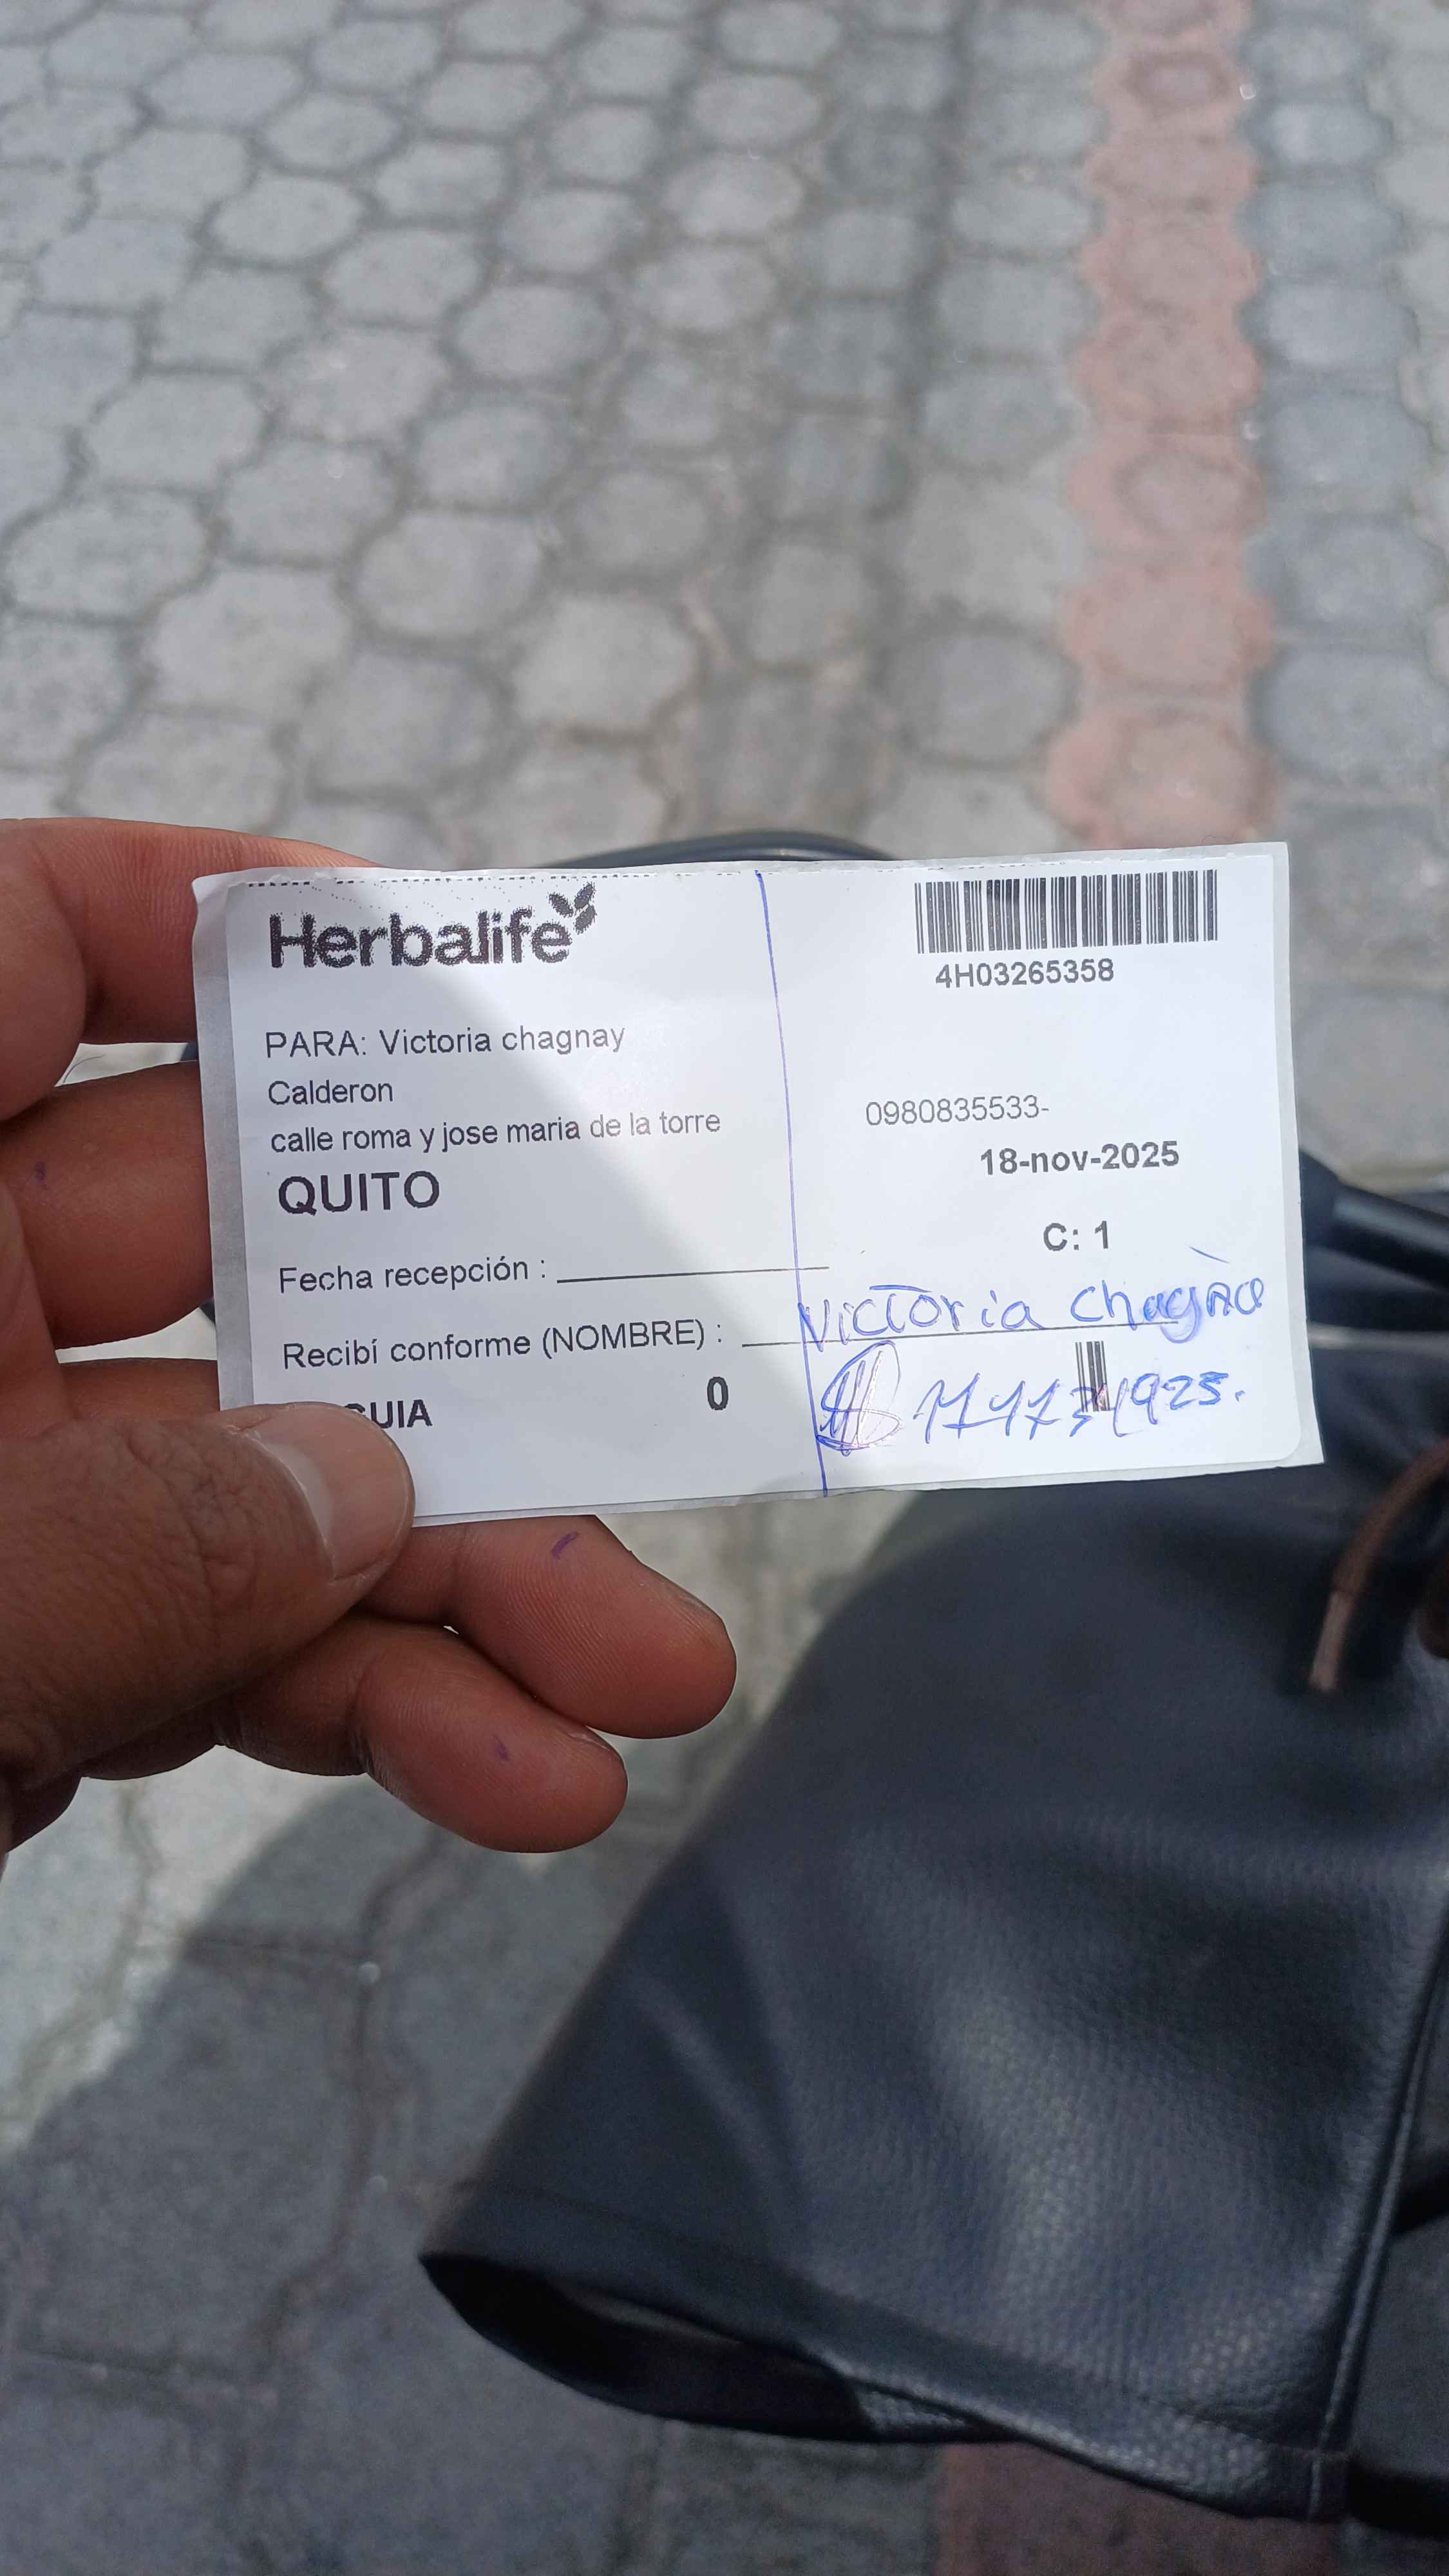 Herbalife
4H03265358
PARA: Victoria chagnay
Calderon
calle roma y jose maria de la torre
QUITO
0980835533-
18-nov-2025
C: 1
Fecha recepción :
Recibí conforme (NOMBRE) : Victoria
UIA 0